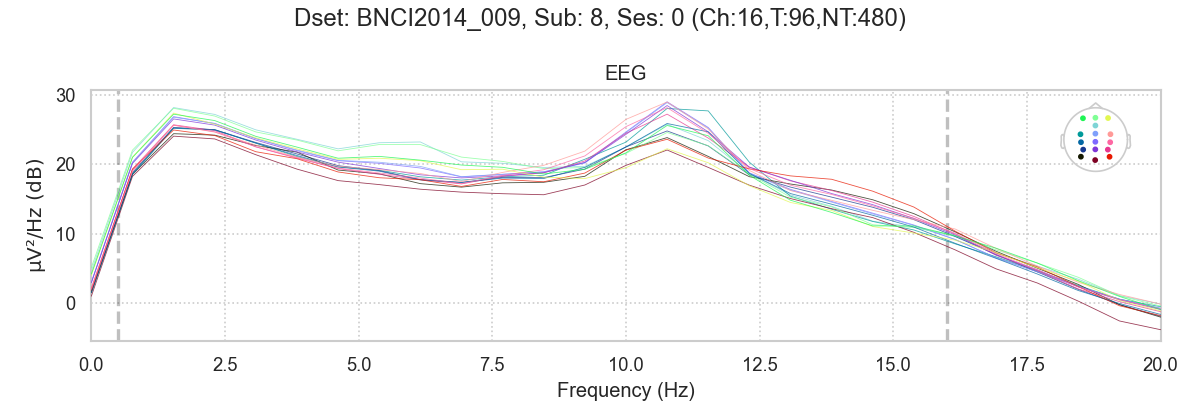 Dset: BNCI2014_009, Sub: 8, Ses: 0 (Ch:16,T:96,NT:480)
EEG
30
20
10
0
µV²/Hz (dB)
0.0 2.5 5.0 7.5 10.0 12.5 15.0 17.5 20.0
Frequency (Hz)